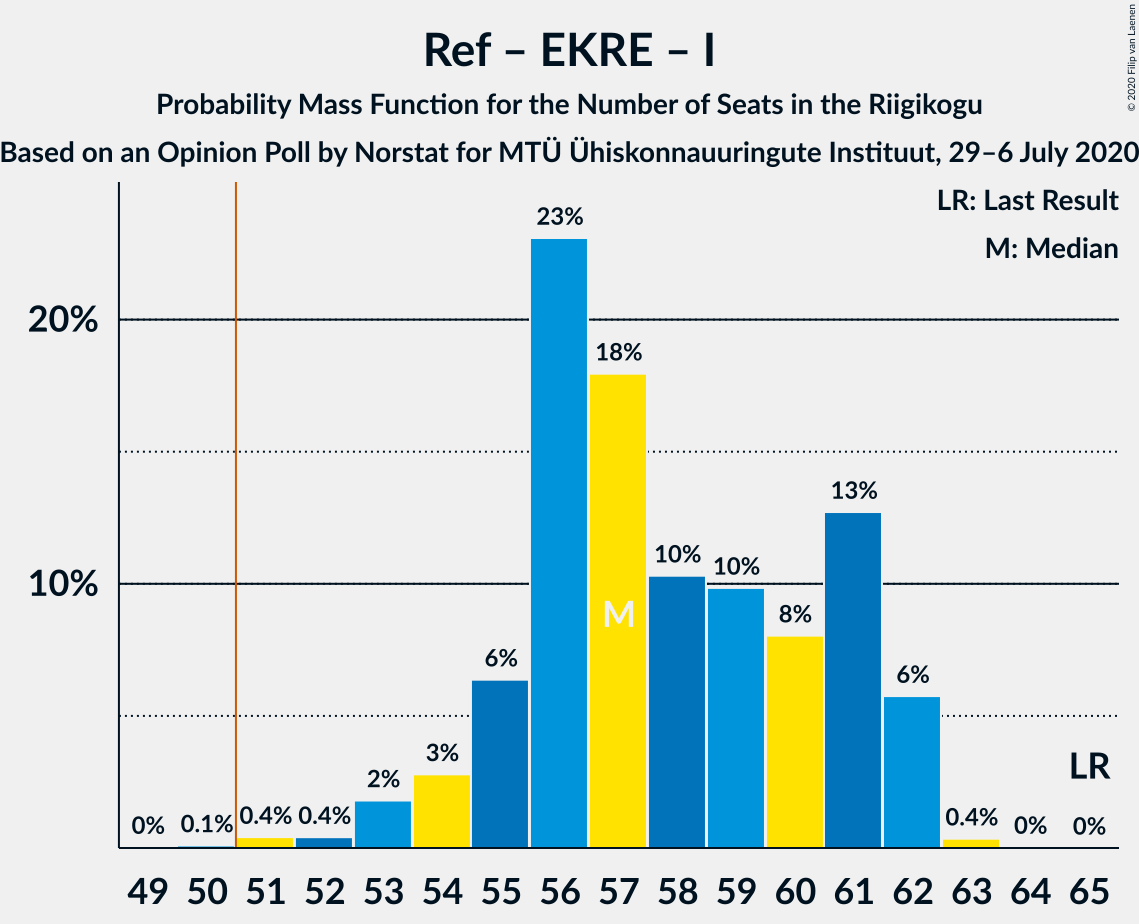 Ref – EKRE – I
Probability Mass Function for the Number of Seats in the Riigikogu
Based on an Opinion Poll by Norstat for MTÜ Ühiskonnauuringute Instituut, 29–6 July 2020
© 2020 Filip van Laenen
LR: Last Result
M: Median
23%
20%
18%
13%
10% 10%
10%
M
8%
6% 6%
3%
LR
2%
0% 0.1% 0.4% 0.4% 0.4% 0% 0%
49 50 51 52 53 54 55 56 57 58 59 60 61 62 63 64 65